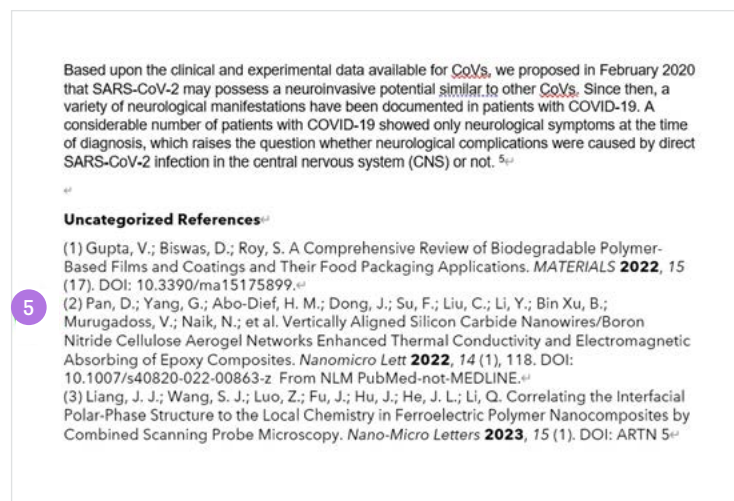 Based upon the clinical and experimental data available for CoVs, we proposed in February 2020
that SARS-CoV-2 may possess a neuroinvasive potential similar to other CoVs. Since then, a
variety of neurological manifestations have been documented in patients with COVID-19. A
considerable number of patients with COVID-19 showed only neurological symptoms at the time
of diagnosis, which raises the question whether neurological complications were caused by direct
SARS-CoV-2 infection in the central nervous system (CNS) or not. 5
Uncategorized References
(1) Gupta, V.; Biswas, D.; Roy, S. A Comprehensive Review of Biodegradable Polymer-
Based Films and Coatings and Their Food Packaging Applications. MATERIALS 2022, 15
(17). DOI: 10.3390/ma15175899.
5
(2) Pan, D.; Yang, G.; Abo-Dief, H. M.; Dong, J.; Su, F.; Liu, C.; Li, Y.; Bin Xu, B.;
Murugadoss, V.; Naik, N.; et al. Vertically Aligned Silicon Carbide Nanowires/Boron
Nitride Cellulose Aerogel Networks Enhanced Thermal Conductivity and Electromagnetic
Absorbing of Epoxy Composites. Nanomicro Lett 2022, 14 (1), 118. DOI:
10.1007/s40820-022-00863-z From NLM PubMed-not-MEDLINE.
(3) Liang, J. J.; Wang, S. J.; Luo, Z.; Fu, J.; Hu, J.; He, J. L.; Li, Q. Correlating the Interfacial
Polar-Phase Structure to the Local Chemistry in Ferroelectric Polymer Nanocomposites by
Combined Scanning Probe Microscopy. Nano-Micro Letters 2023, 15 (1). DOI: ARTN 5